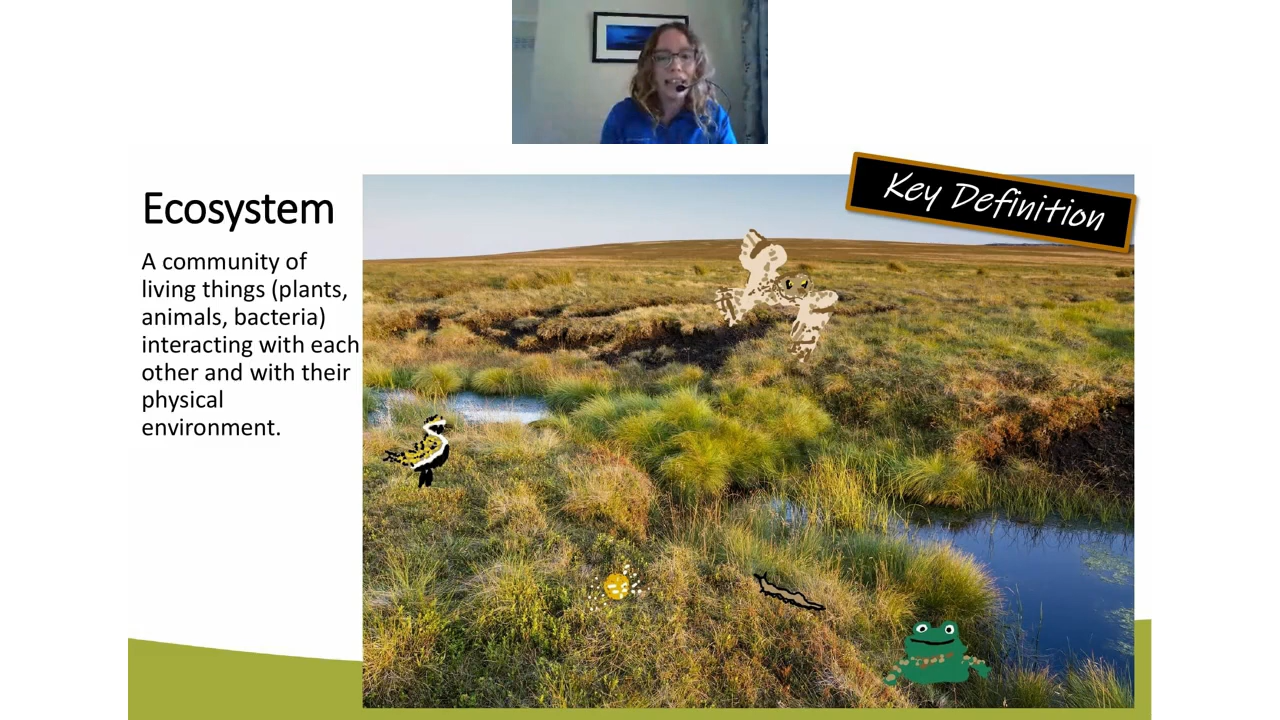 Key Definition
Ecosystem
A community of
living things (plants,
animals, bacteria)
interacting with each
other and with their
physical
environment.